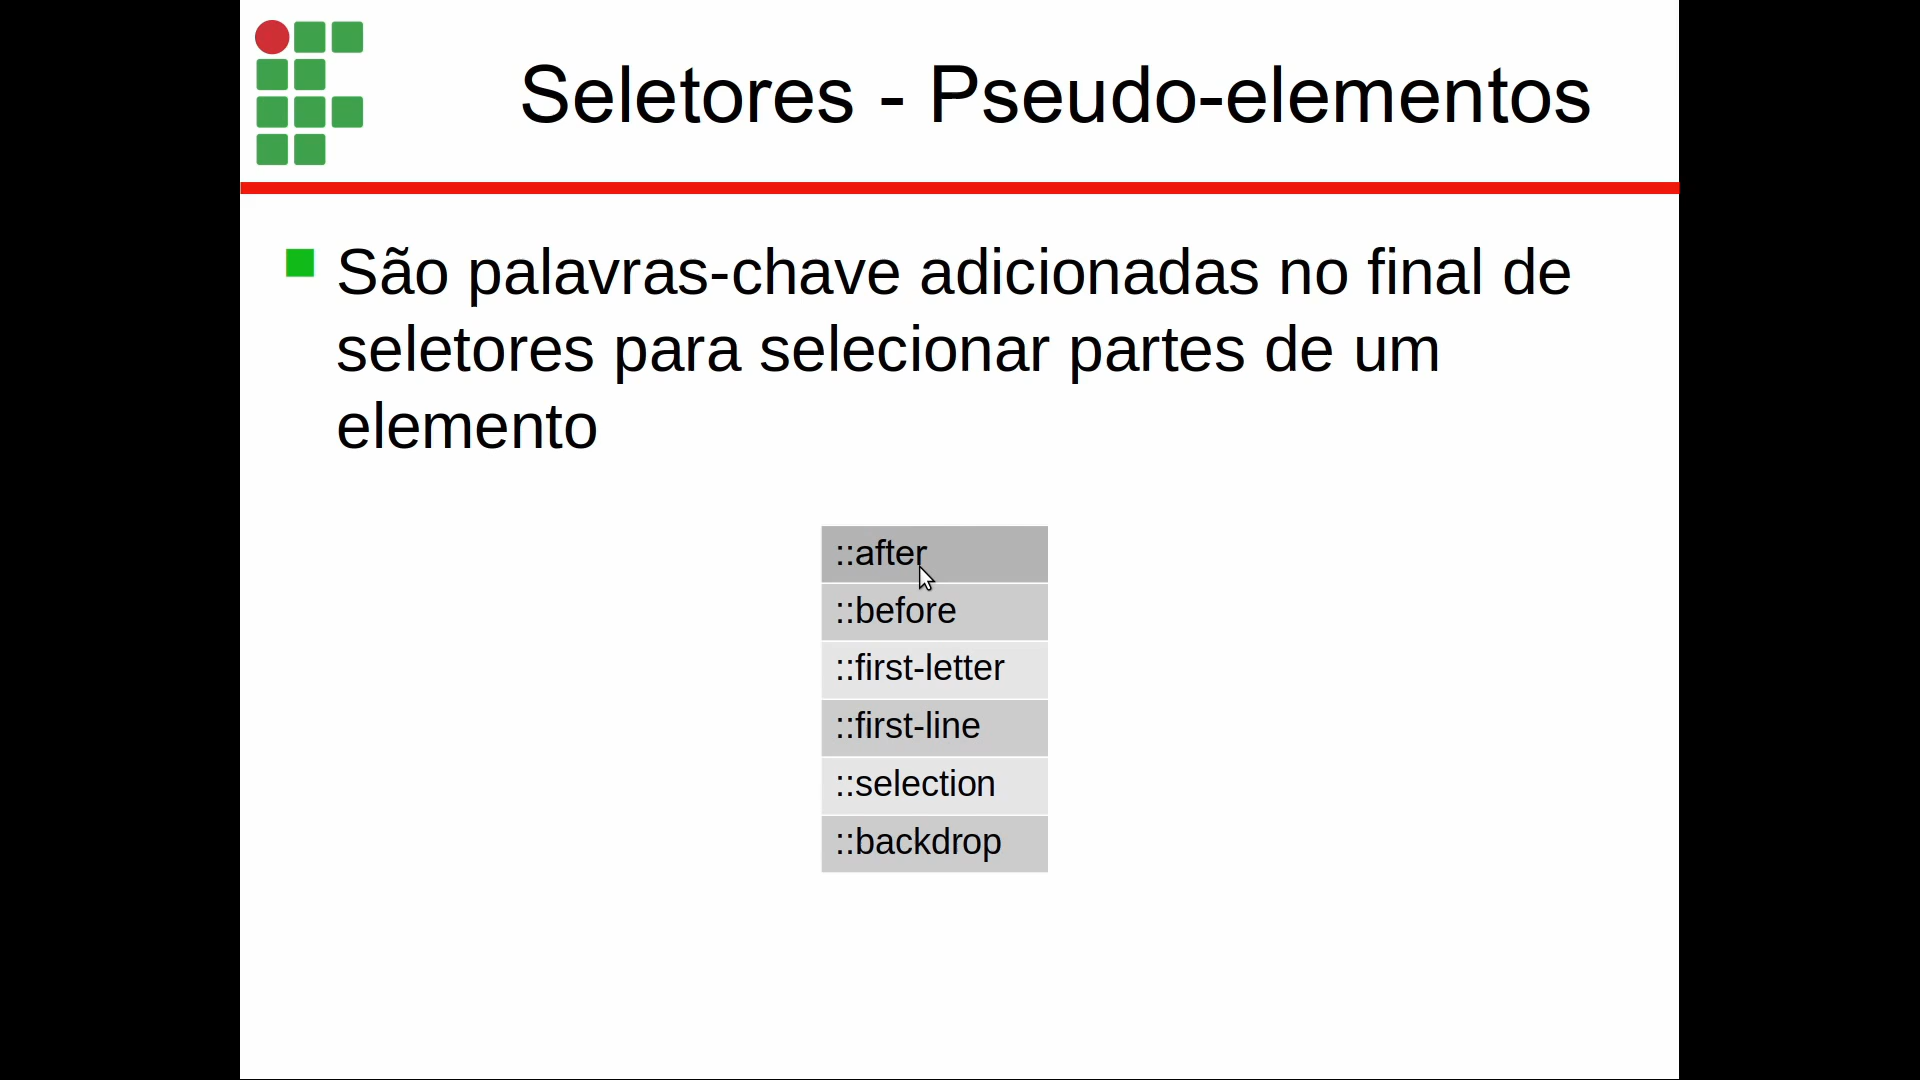 Seletores - Pseudo-elementos
São palavras-chave adicionadas no final de
seletores para selecionar partes de um
elemento
::after
::before
::first-letter
::first-line
::selection
::backdrop